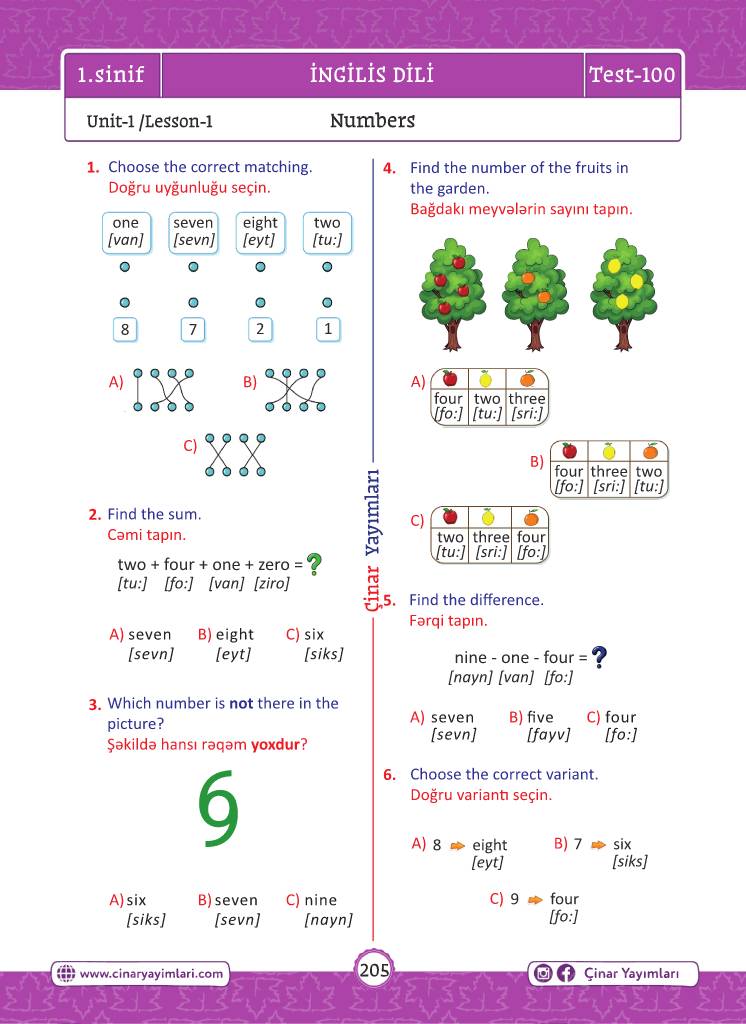 1.sinif
İNGİLİS DİLİ
Test-100
Unit-1 /Lesson-1
Numbers
1. Choose the correct matching.
Doğru uyğunluğu seçin.
one seven eight two
[van] [sevn] [eyt] [tu:]
8 7 2 1
A) B)
C)
2. Find the sum.
Cəmi tapın.
two + four + one + zero = ?
[tu:] [fo:] [van] [ziro]
A) seven B) eight C) six
[sevn] [eyt] [siks]
3. Which number is not there in the
picture?
Şəkildə hansı rəqəm yoxdur?
69
A) six B) seven C) nine
[siks] [sevn] [nayn]
Çinar Yayımları
4. Find the number of the fruits in
the garden.
Bağdakı meyvələrin sayını tapın.
A)
four two three
[fo:] [tu:] [sri:]
B)
four three two
[fo:] [sri:] [tu:]
C)
two three four
[tu:] [sri:] [fo:]
5. Find the difference.
Fərqi tapın.
nine - one - four = ?
[nayn] [van] [fo:]
A) seven B) five C) four
[sevn] [fayv] [fo:]
6. Choose the correct variant.
Doğru variantı seçin.
A) 8 eight B) 7 six
[eyt] [siks]
C) 9 four
[fo:]
www.cinaryayimlari.com
205
Çinar Yayımları